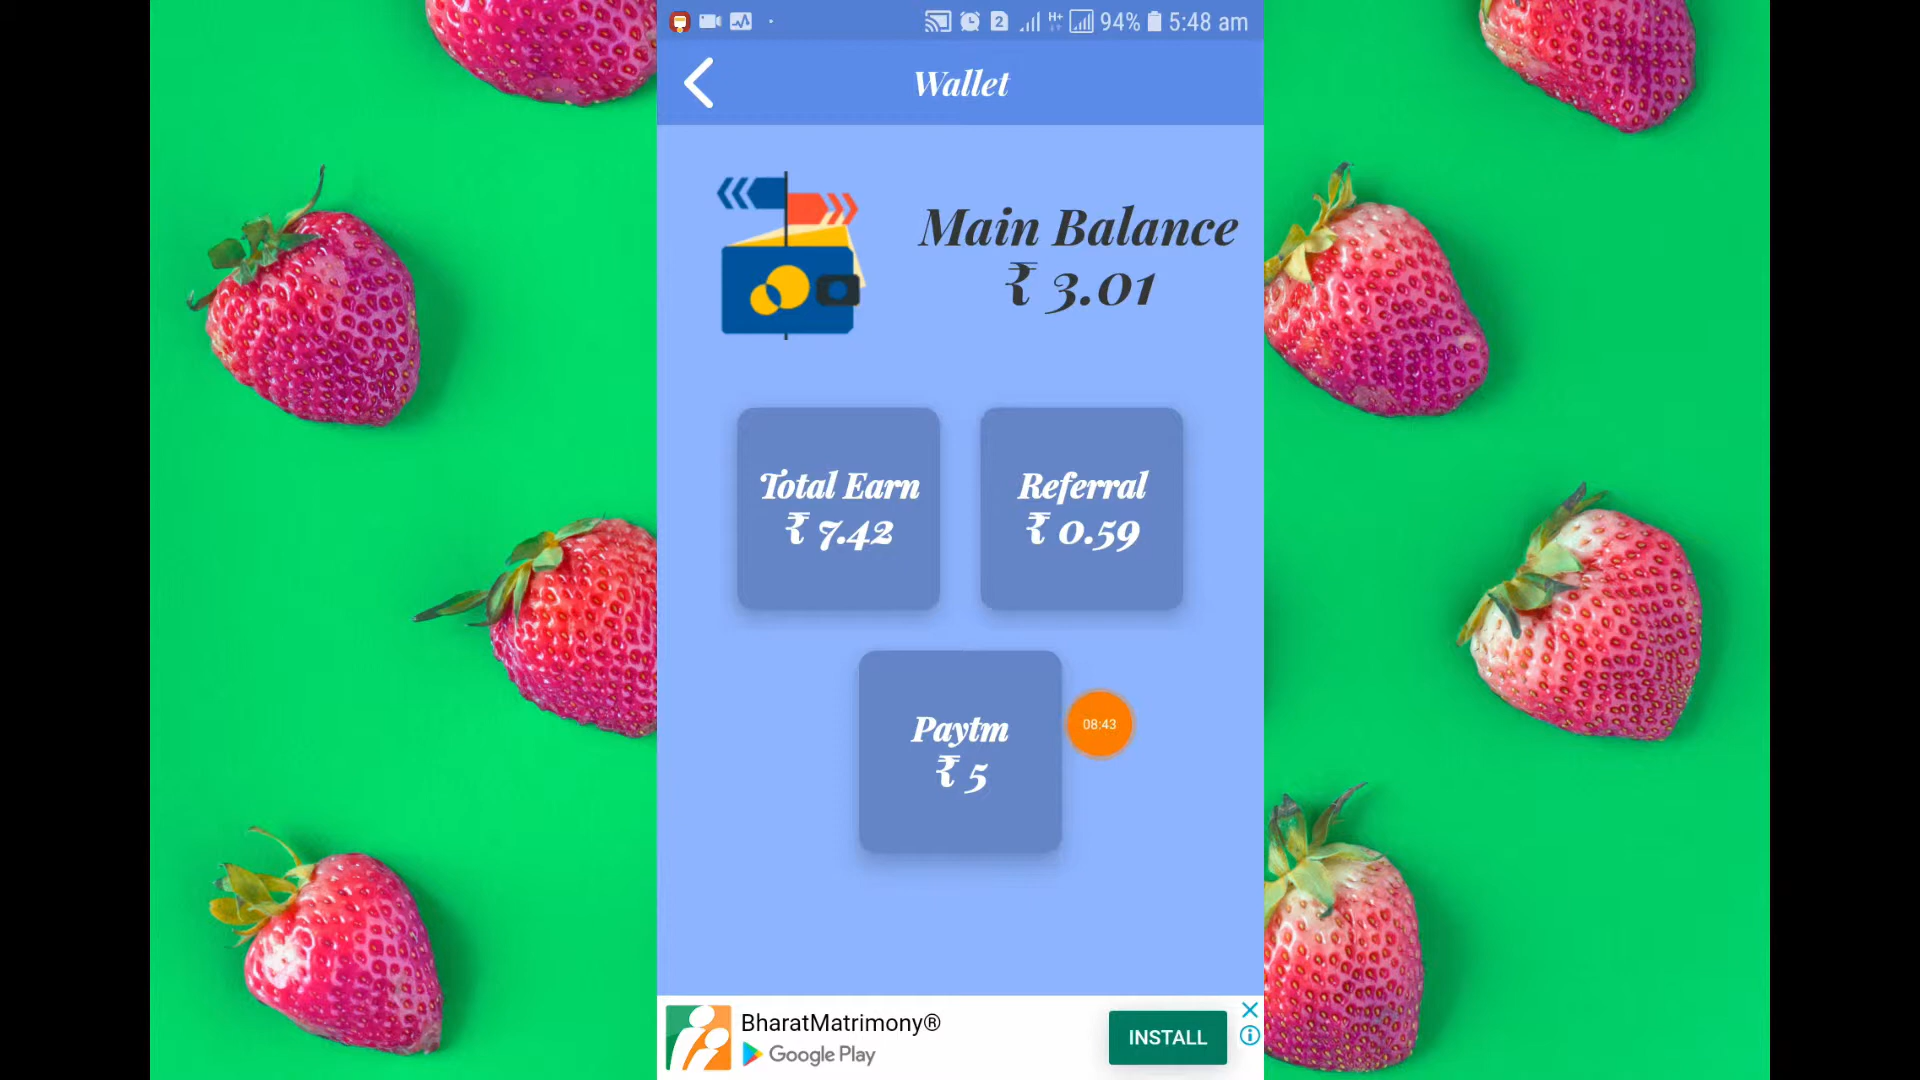 2 H+ 94% 5:48 am
Wallet
Main Balance
₹ 3.01
Total Earn
₹ 7.42
Referral
₹ 0.59
Paytm
₹ 5
08:43
BharatMatrimony®
Google Play
INSTALL